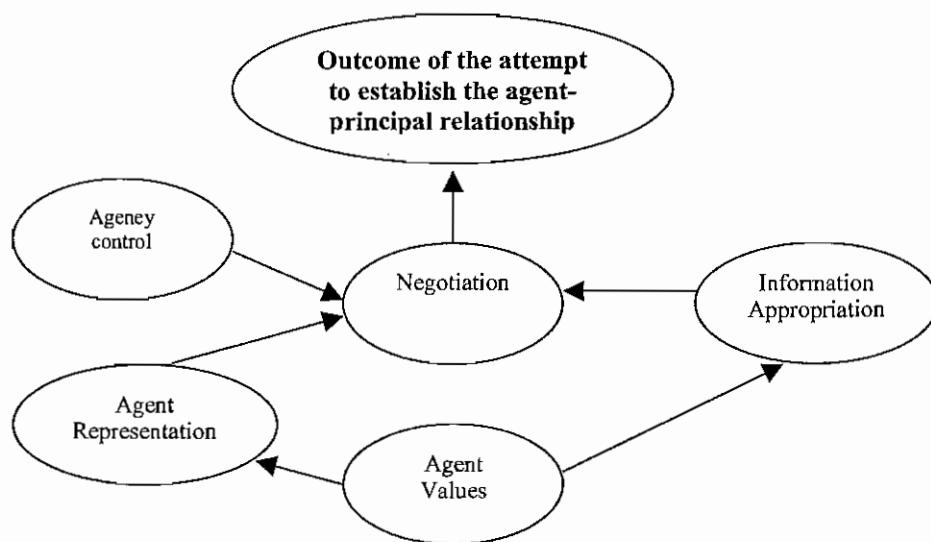 Outcome of the attempt
to establish the agent-
principal relationship
Ageney
control
Negotiation
Information
Appropriation
Agent
Representation
Agent
Values